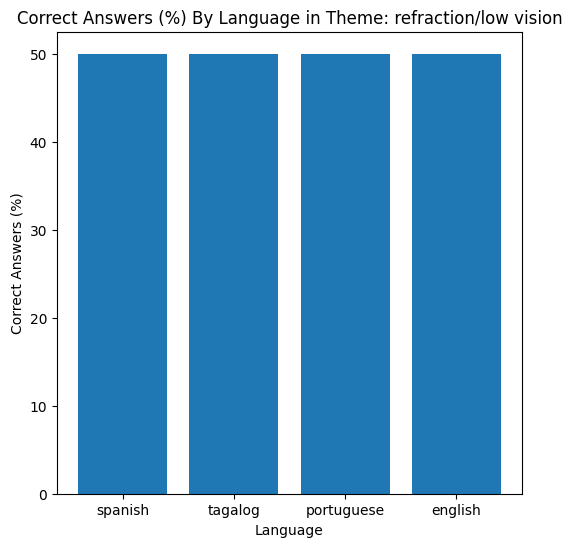 Correct Answers (%) By Language in Theme: refraction/low vision
50
40
30
20
10
0
Correct Answers (%)
spanish tagalog portuguese english
Language